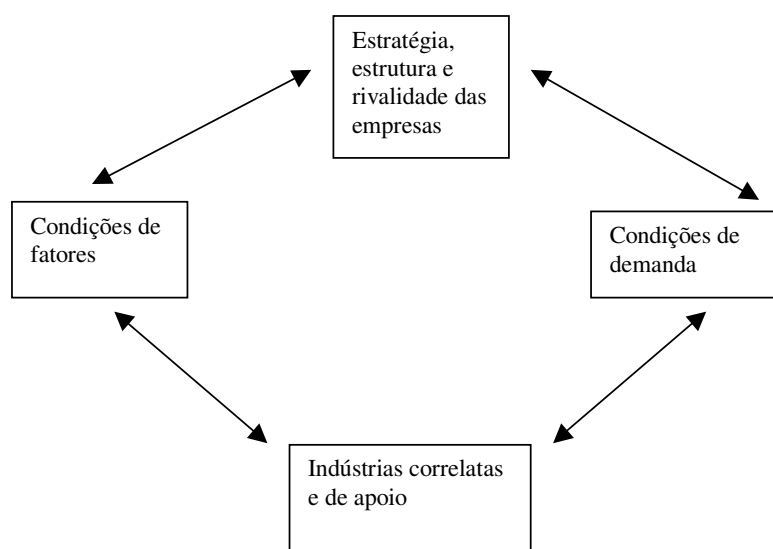 Estratégia,
estrutura e
rivalidade das
empresas
Condições de
fatores
Condições de
demanda
Indústrias correlatas
e de apoio